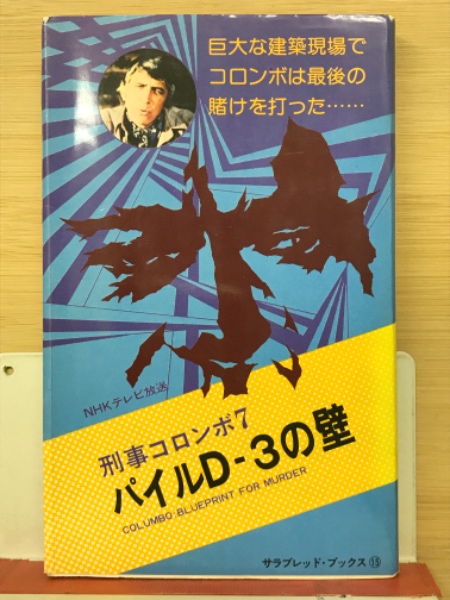 巨大な建築現場で
コロンボは最後の
賭けを打った……
NHKテレビ放送
刑事コロンボ7
パイルD-3の壁
COLUMBO: BLUEPRINT FOR MURDER
サラブレッド・ブックス⑮